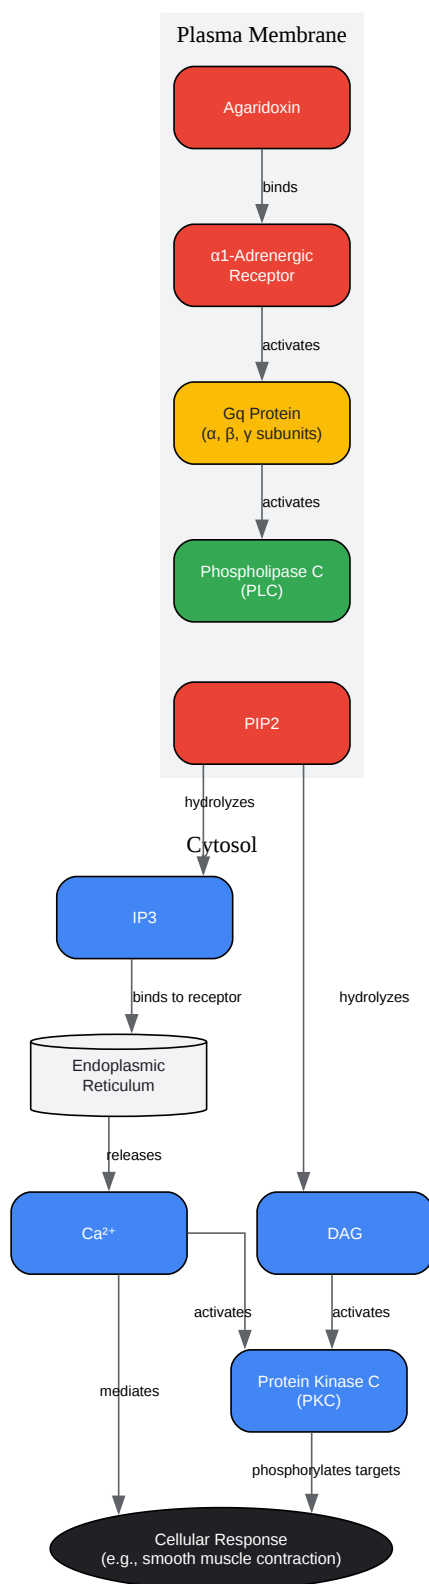 Plasma Membrane
Agaridoxin
binds
α1-Adrenergic
Receptor
activates
Gq Protein
(α, β, γ subunits)
activates
Phospholipase C
(PLC)
PIP2
hydrolyzes
Cytosol
IP3
binds to receptor
hydrolyzes
Endoplasmic
Reticulum
releases
Ca²⁺
DAG
activates
activates
Protein Kinase C
(PKC)
mediates
phosphorylates targets
Cellular Response
(e.g., smooth muscle contraction)